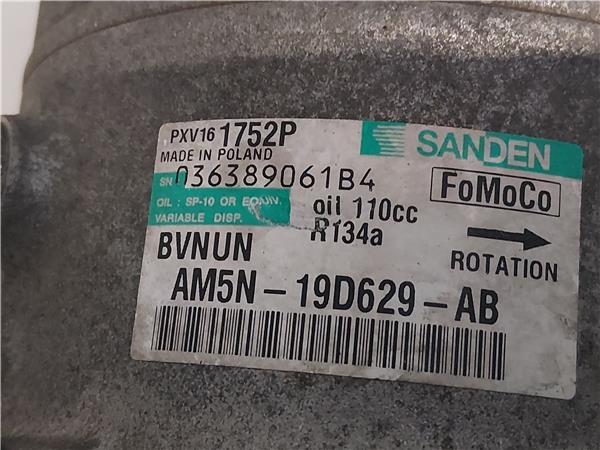 PXV16 1752P
SANDEN
MADE IN POLAND
SN 036389061B4
FoMoCo
OIL : SP-10 OR EQUIV.
oil 110cc
VARIABLE DISP.
R134a
BVNUN
ROTATION
AM5N-19D629-AB